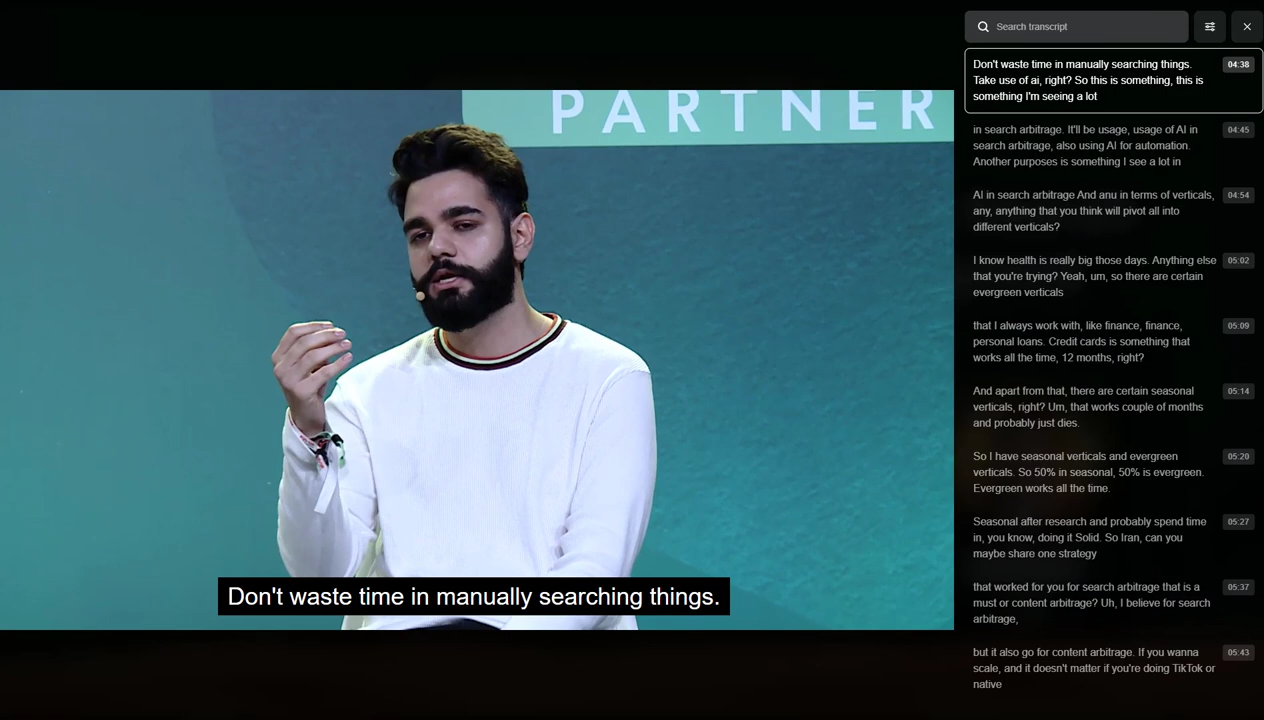 PARTNER
Don't waste time in manually searching things.
Search transcript
Don't waste time in manually searching things.
04:38
Take use of ai, right? So this is something, this is
something I'm seeing a lot
in search arbitrage. It'll be usage, usage of AI in
04:45
search arbitrage, also using AI for automation.
Another purposes is something I see a lot in
AI in search arbitrage And anu in terms of verticals,
04:54
any, anything that you think will pivot all into
different verticals?
I know health is really big those days. Anything else
05:02
that you're trying? Yeah, um, so there are certain
evergreen verticals
that I always work with, like finance, finance,
05:09
personal loans. Credit cards is something that
works all the time, 12 months, right?
And apart from that, there are certain seasonal
05:14
verticals, right? Um, that works couple of months
and probably just dies.
So I have seasonal verticals and evergreen
05:20
verticals. So 50% in seasonal, 50% is evergreen.
Evergreen works all the time.
Seasonal after research and probably spend time
05:27
in, you know, doing it Solid. So Iran, can you
maybe share one strategy
that worked for you for search arbitrage that is a
05:37
must or content arbitrage? Uh, I believe for search
arbitrage,
but it also go for content arbitrage. If you wanna
05:43
scale, and it doesn't matter if you're doing TikTok or
native